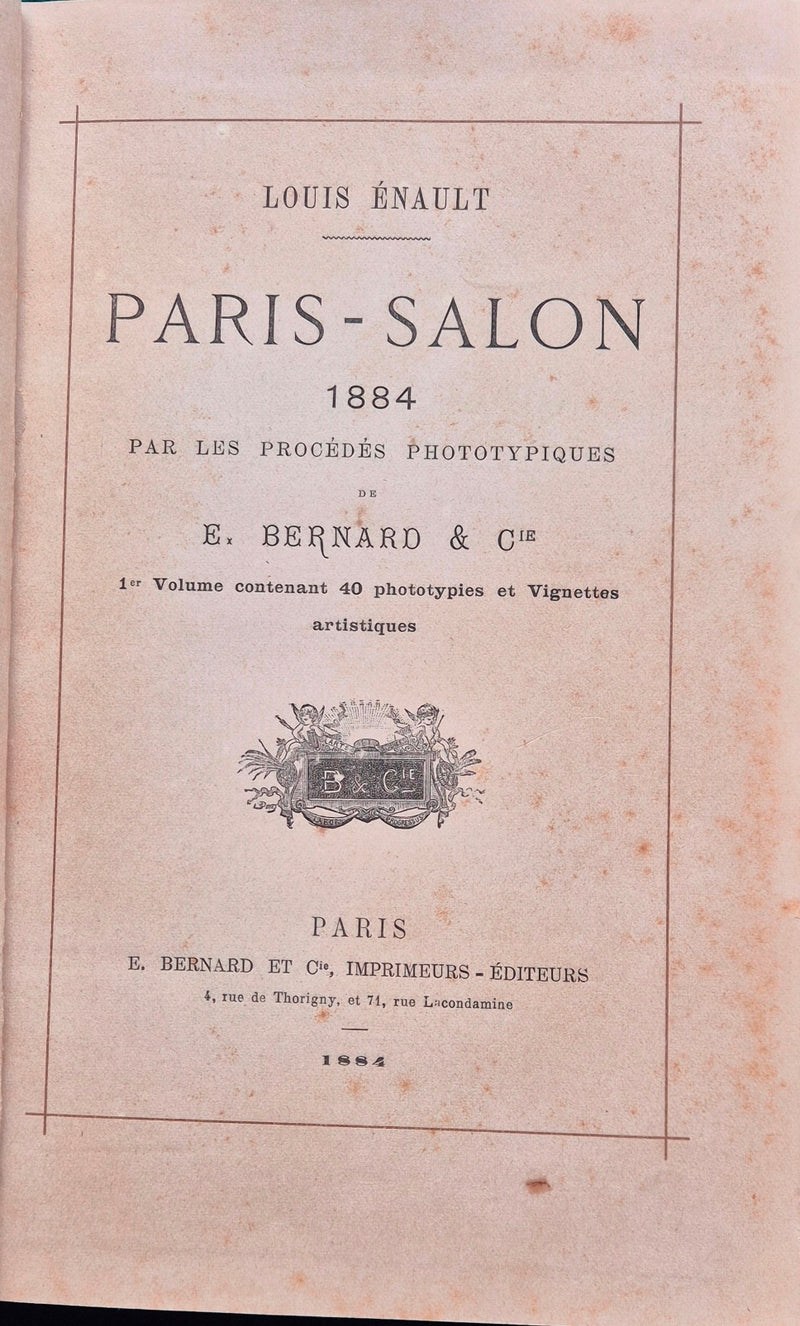 LOUIS ÉNAULT
PARIS-SALON
1884
PAR LES PROCÉDÉS PHOTOTYPIQUES
DE
E. BERNARD & CIE
1er Volume contenant 40 phototypies et Vignettes
artistiques
B & CIE
PARIS
E. BERNARD ET Cie, IMPRIMEURS-ÉDITEURS
4, rue de Thorigny, et 71, rue Lacondamine
1884